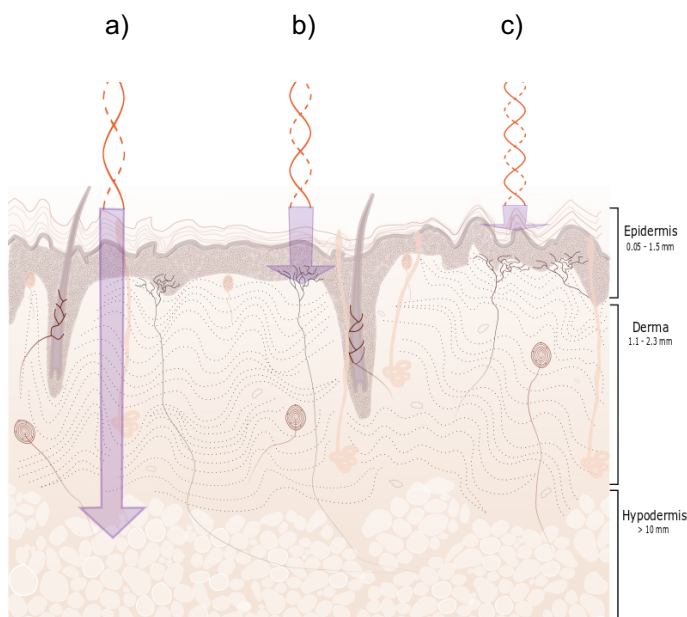 a)
b)
c)
Epidermis
0.05 - 1.5 mm
Derma
1.1 - 2.3 mm
Hypodermis
> 10 mm